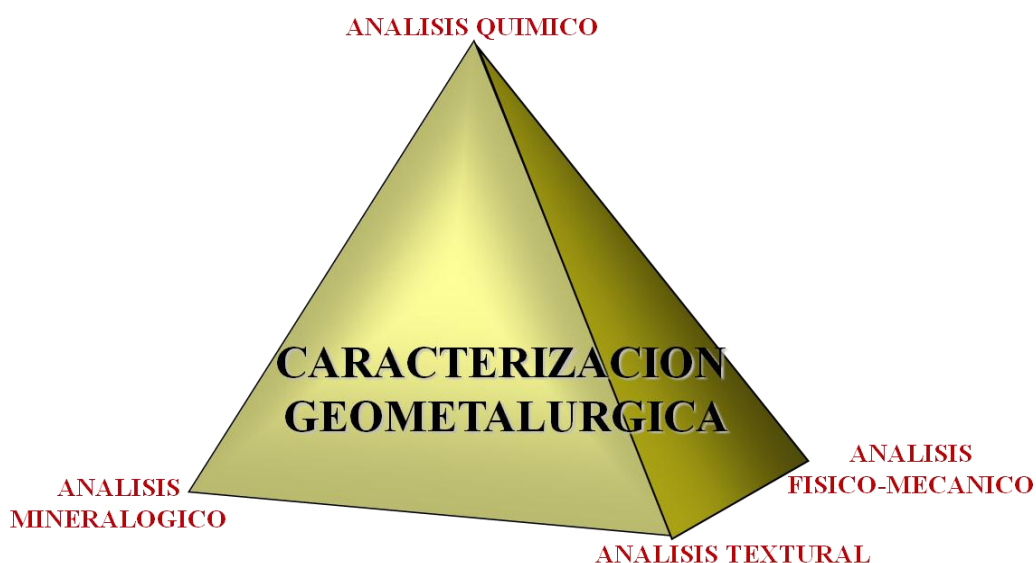 ANALISIS QUIMICO
CARACTERIZACION
GEOMETALURGICA
ANALISIS
MINERALOGICO
ANALISIS
FISICO-MECANICO
ANALISIS TEXTURAL